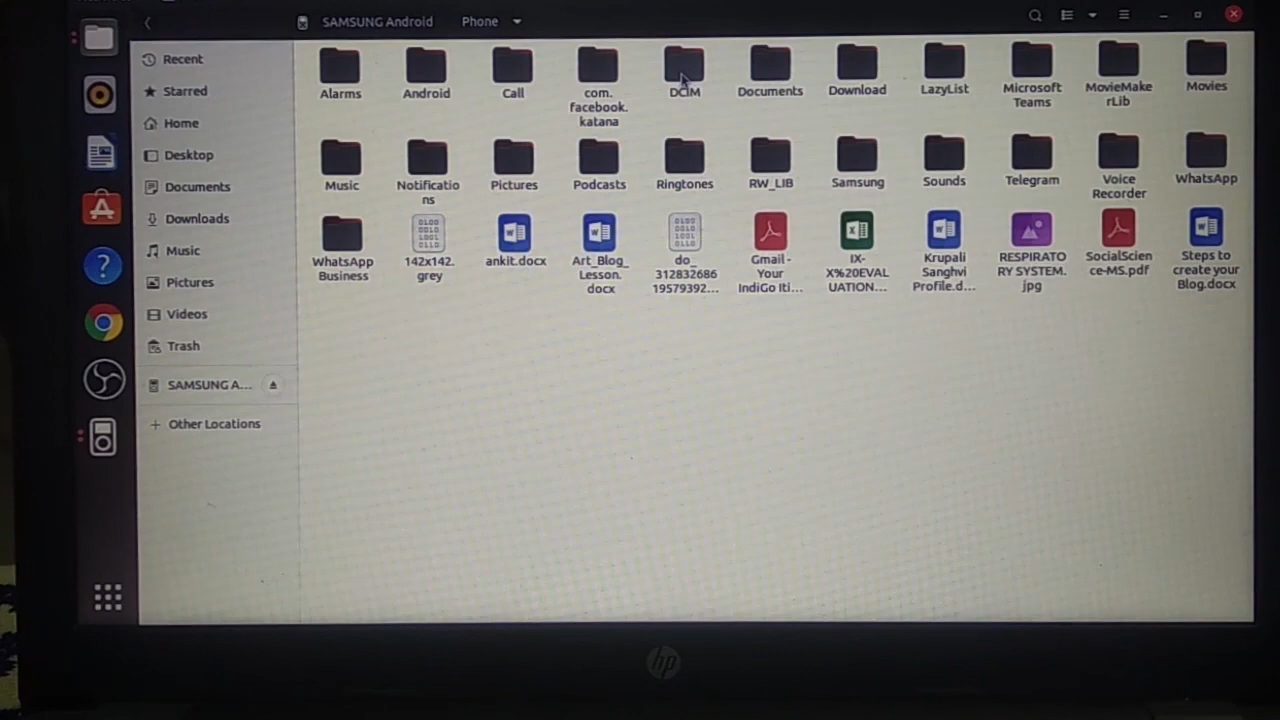 SAMSUNG Android Phone
Recent
Starred
Home
Desktop
Documents
Downloads
Music
Pictures
Videos
Trash
SAMSUNG A...
+ Other Locations
Alarms
Android
Call
com.
facebook.
katana
DCIM
Documents
Download
LazyList
Microsoft
Teams
MovieMake
rLib
Movies
Music
Notificatio
ns
Pictures
Podcasts
Ringtones
RW_LIB
Samsung
Sounds
Telegram
Voice
Recorder
WhatsApp
WhatsApp
Business
142x142.
grey
ankit.docx
Art_Blog_
Lesson.
docx
do_
312832686
19579392...
Gmail -
Your
IndiGo Iti...
IX-
X%20EVAL
UATION...
Krupali
Sanghvi
Profile.d...
RESPIRATO
RY SYSTEM.
jpg
SocialScien
ce-MS.pdf
Steps to
create your
Blog.docx
hp